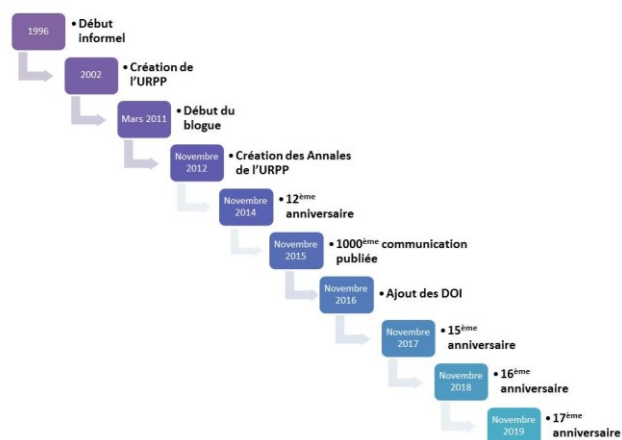 1996
• Début
informel
2002
• Création de
l'URPP
Mars 2011
• Début du
blogue
Novembre
2012
• Création des Annales
de l'URPP
Novembre
2014
• 12ème
anniversaire
Novembre
2015
• 1000ème communication
publiée
Novembre
2016
• Ajout des DOI
Novembre
2017
• 15ème
anniversaire
Novembre
2018
• 16ème
anniversaire
Novembre
2019
• 17ème
anniversaire